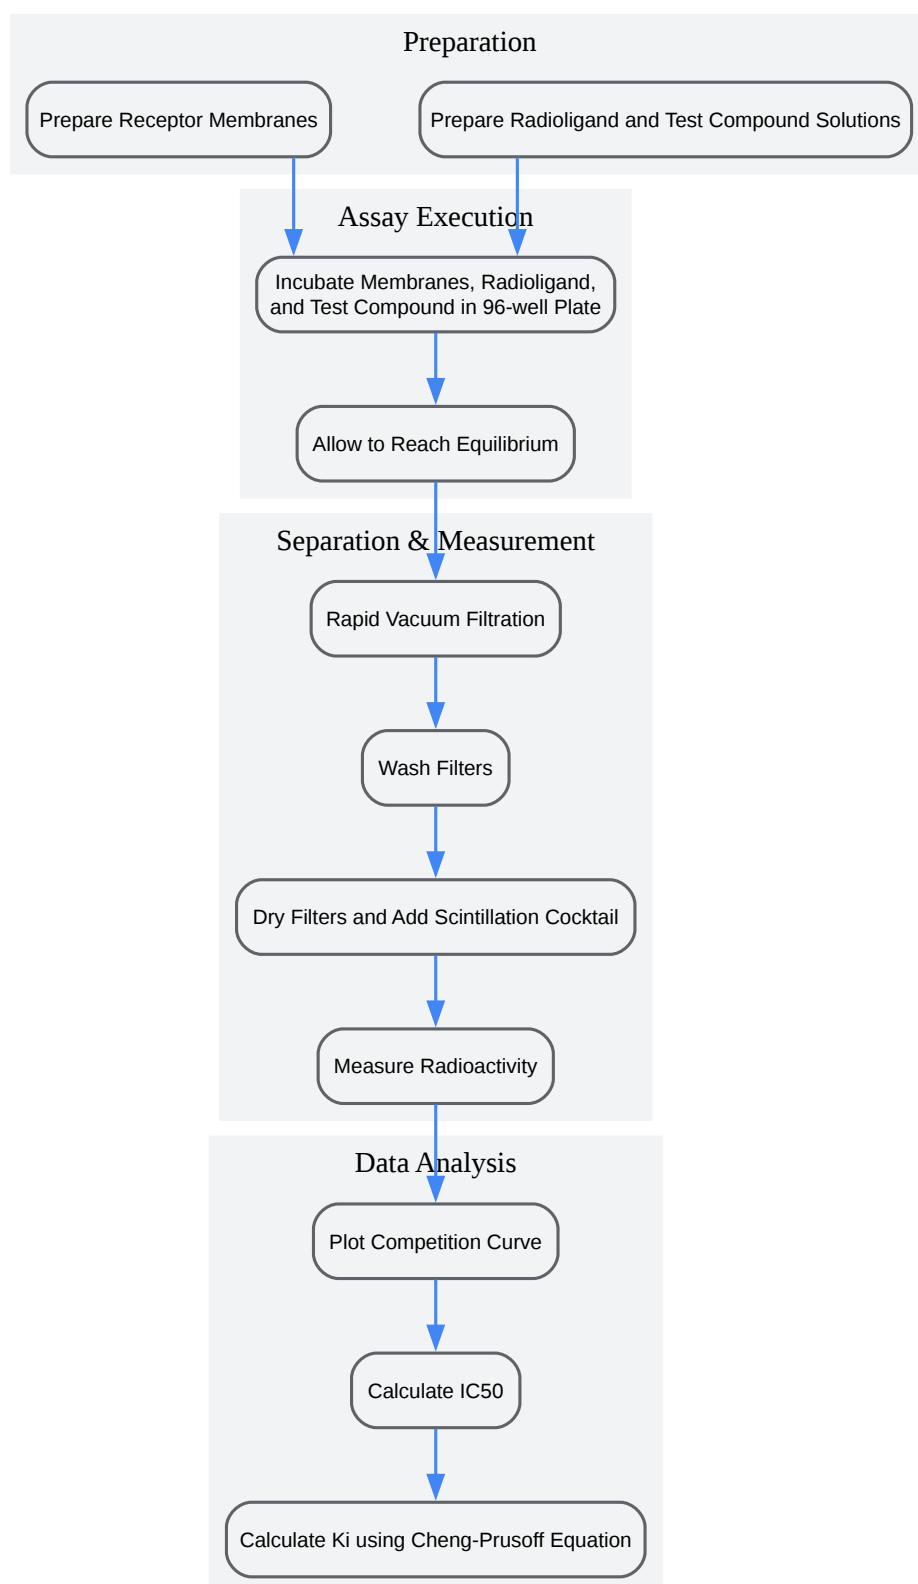 Preparation
Prepare Receptor Membranes
Prepare Radioligand and Test Compound Solutions
Assay Execution
Incubate Membranes, Radioligand,
and Test Compound in 96-well Plate
Allow to Reach Equilibrium
Separation & Measurement
Rapid Vacuum Filtration
Wash Filters
Dry Filters and Add Scintillation Cocktail
Measure Radioactivity
Data Analysis
Plot Competition Curve
Calculate IC50
Calculate Ki using Cheng-Prusoff Equation